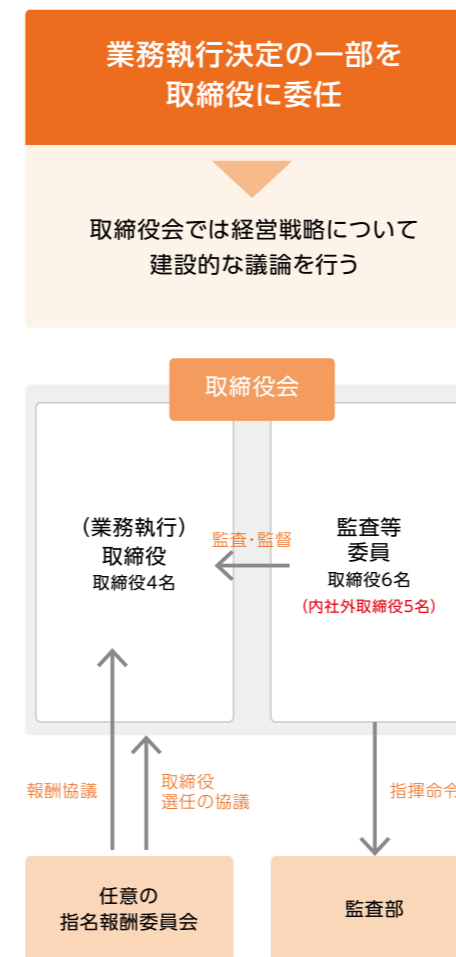 業務執行決定の一部を
取締役に委任
取締役会では経営戦略について
建設的な議論を行う
取締役会
(業務執行)
取締役
取締役4名
監査・監督
監査等
委員
取締役6名
(内社外取締役5名)
報酬協議
取締役
選任の協議
指揮命令
任意の
指名報酬委員会
監査部